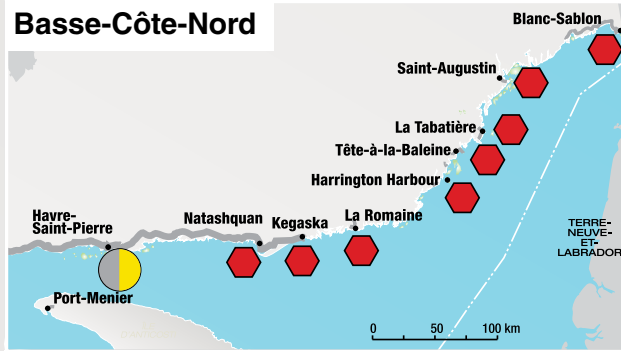 Basse-Côte-Nord
Blanc-Sablon
Saint-Augustin
La Tabatière
Tête-à-la-Baleine
Harrington Harbour
Havre-
Saint-Pierre
Natashquan
Kegaska
La Romaine
TERRE-
NEUVE-
ET-
LABRADOR
Port-Menier
0 50 100 km